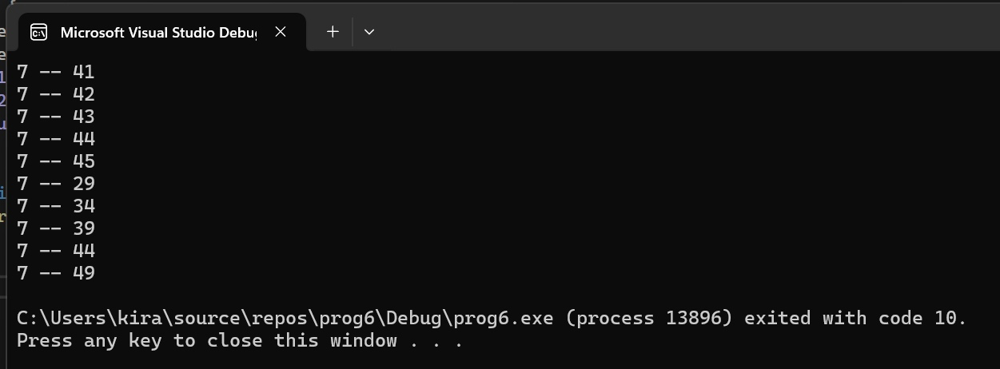 Microsoft Visual Studio Debu
7 -- 41
7 -- 42
7 -- 43
7 -- 44
7 -- 45
7 -- 29
7 -- 34
7 -- 39
7 -- 44
7 -- 49
C:\Users\kira\source\repos\prog6\Debug\prog6.exe (process 13896) exited with code 10.
Press any key to close this window . . .